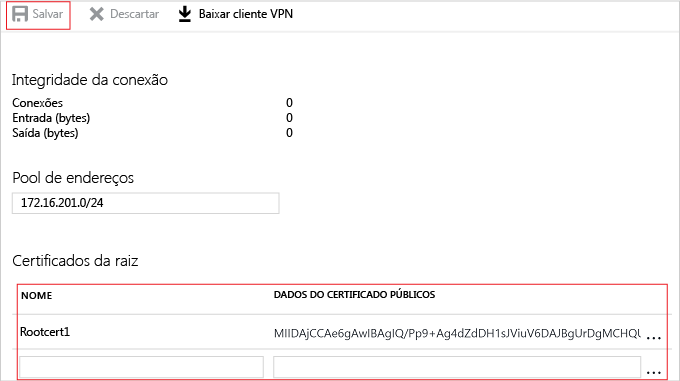 Salvar Descartar Baixar cliente VPN
Integridade da conexão
Conexões 0
Entrada (bytes) 0
Saída (bytes) 0
Pool de endereços
172.16.201.0/24
Certificados da raiz
NOME DADOS DO CERTIFICADO PÚBLICOS
Rootcert1 MIIDAjCCAe6gAwIBAgIQ/Pp9+Ag4dZdDH1sJViuV6DAJBgUrDgMCHQU ...
...